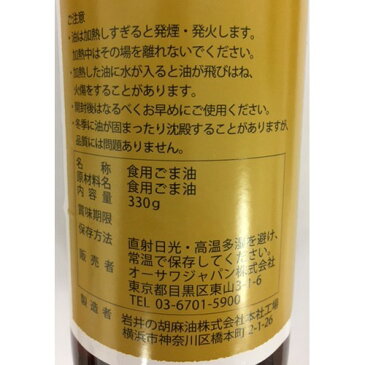 ご注意
・油は加熱しすぎると発煙・発火します。
加熱中はその場を離れないでください。
・加熱した油に水が入ると油が飛びはね、
火傷をすることがあります。
・開封後はなるべくお早めにご使用ください。
・冬季に油が固まったり沈殿することがありますが、
品質には問題ありません。
名称 食用ごま油
原材料名 食用ごま油
内容量 330g
賞味期限
保存方法 直射日光・高温多湿を避け、
常温で保存してください。
販売者 オーサワジャパン株式会社
東京都目黒区東山3-1-6
TEL 03-6701-5900
製造者 岩井の胡麻油株式会社本社工場
横浜市神奈川区橋本町2-1-26